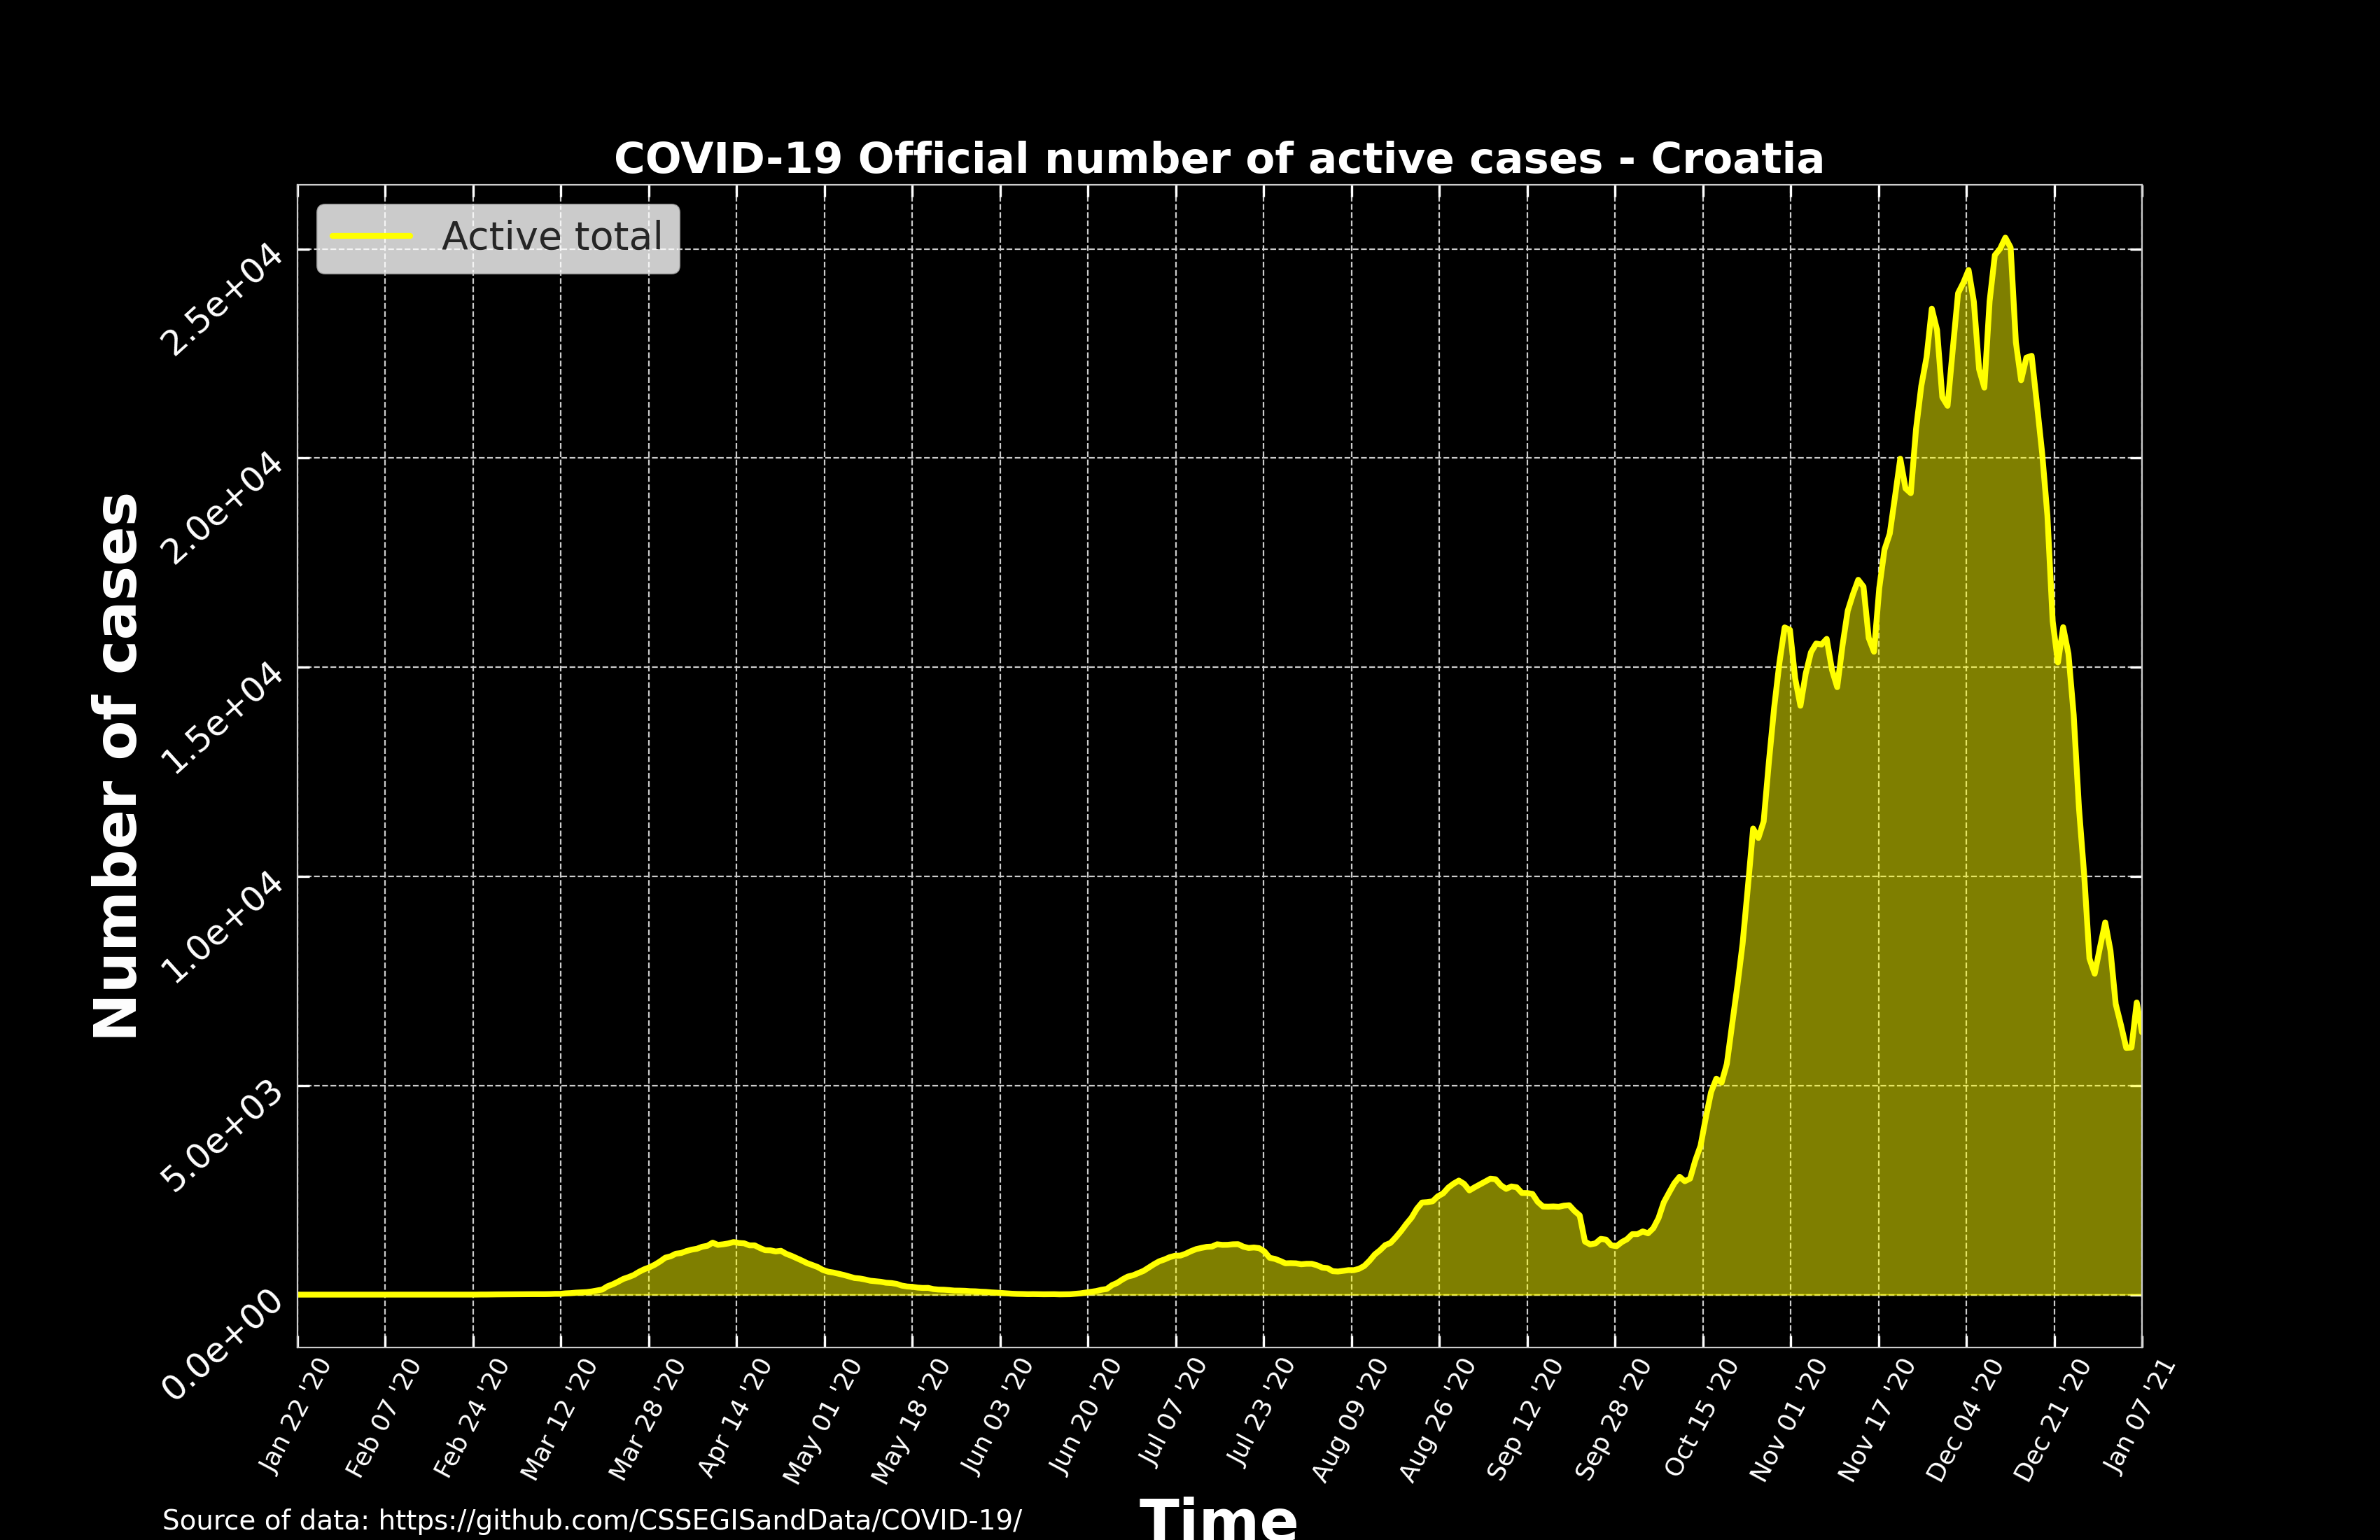 COVID-19 Official number of active cases - Croatia
Active total
Number of cases
2.5e+04
2.0e+04
1.5e+04
1.0e+04
5.0e+03
0.0e+00
Jan 22 '20
Feb 07 '20
Feb 24 '20
Mar 12 '20
Mar 28 '20
Apr 14 '20
May 01 '20
May 18 '20
Jun 03 '20
Jun 20 '20
Jul 07 '20
Jul 23 '20
Aug 09 '20
Aug 26 '20
Sep 12 '20
Sep 28 '20
Oct 15 '20
Nov 01 '20
Nov 17 '20
Dec 04 '20
Dec 21 '20
Jan 07 '21
Time
Source of data: https://github.com/CSSEGISandData/COVID-19/